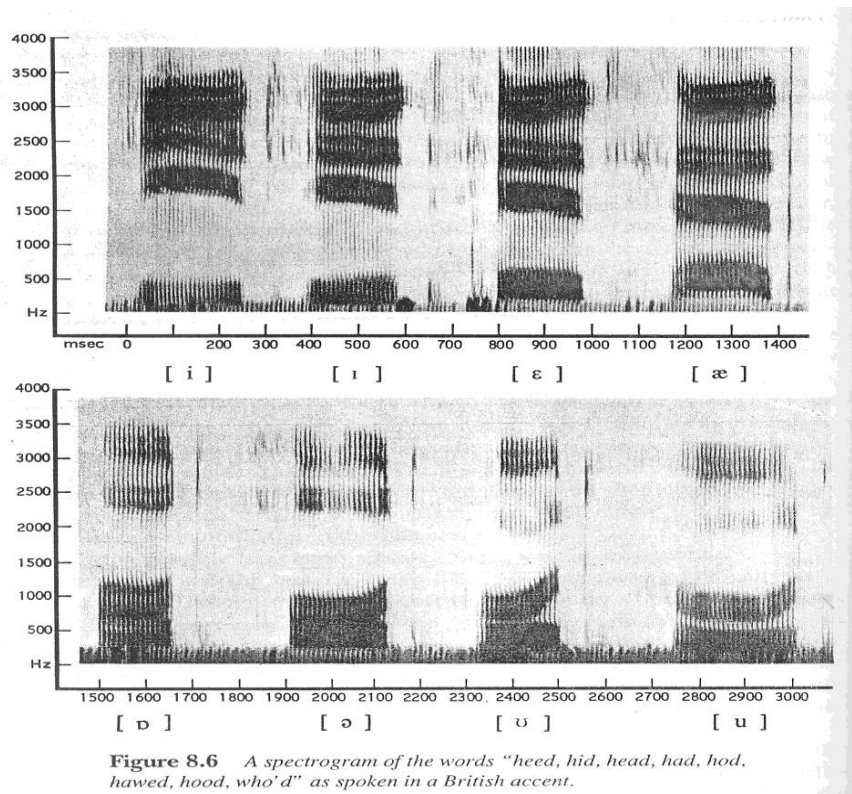 4000
3500
3000
2500
2000
1500
1000
500
Hz
msec 0 100 200 300 400 500 600 700 800 900 1000 1100 1200 1300 1400
[ i ] [ ɪ ] [ ɛ ] [ æ ]
4000
3500
3000
2500
2000
1500
1000
500
Hz
1500 1600 1700 1800 1900 2000 2100 2200 2300 2400 2500 2600 2700 2800 2900 3000
[ ɒ ] [ ə ] [ ʊ ] [ u ]
Figure 8.6 A spectrogram of the words “heed, hid, head, had, hod,
hawed, hood, who’d” as spoken in a British accent.